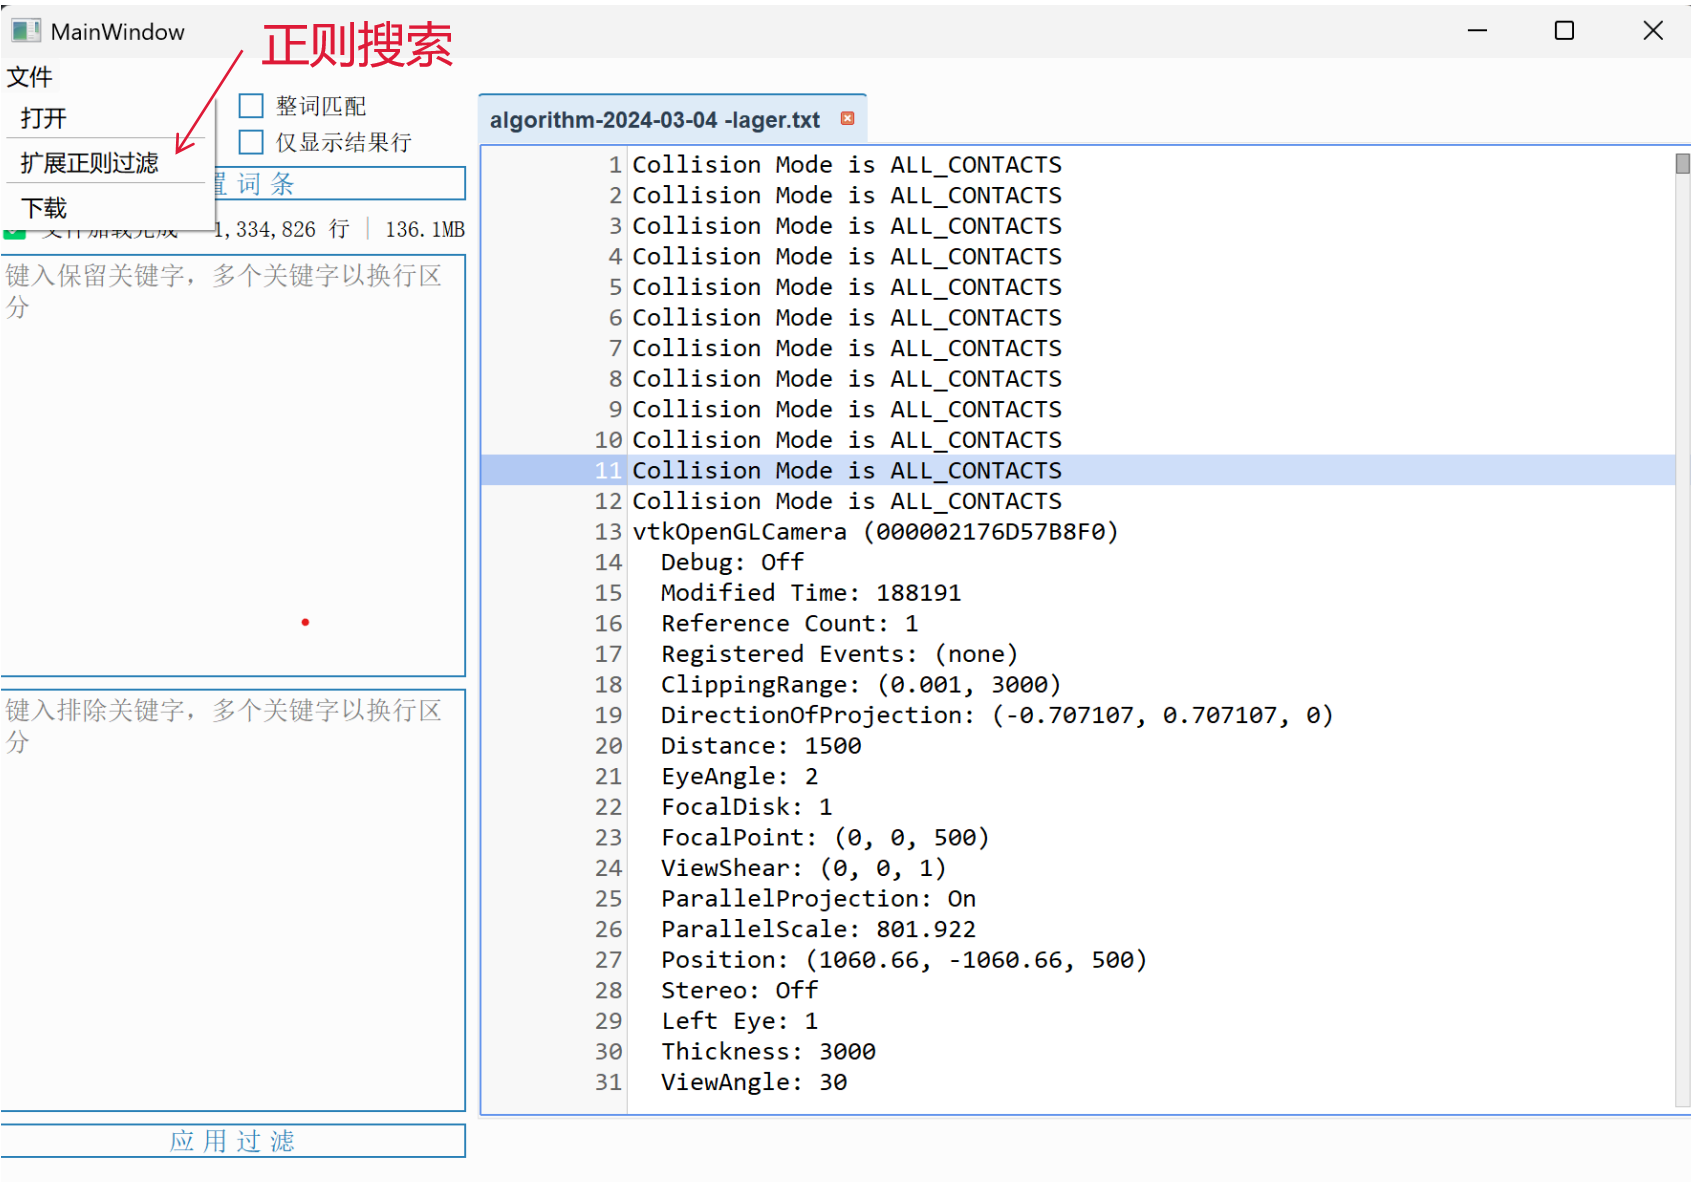 MainWindow
正则搜索
文件
打开
扩展正则过滤
下载
整词匹配
仅显示结果行
置词条
文件加载完成 1,334,826 行 | 136.1MB
键入保留关键字，多个关键字以换行区
分
键入排除关键字，多个关键字以换行区
分
应用过滤
algorithm-2024-03-04 -lager.txt
1 Collision Mode is ALL_CONTACTS
2 Collision Mode is ALL_CONTACTS
3 Collision Mode is ALL_CONTACTS
4 Collision Mode is ALL_CONTACTS
5 Collision Mode is ALL_CONTACTS
6 Collision Mode is ALL_CONTACTS
7 Collision Mode is ALL_CONTACTS
8 Collision Mode is ALL_CONTACTS
9 Collision Mode is ALL_CONTACTS
10 Collision Mode is ALL_CONTACTS
11 Collision Mode is ALL_CONTACTS
12 Collision Mode is ALL_CONTACTS
13 vtkOpenGLCamera (000002176D57B8F0)
14 Debug: Off
15 Modified Time: 188191
16 Reference Count: 1
17 Registered Events: (none)
18 ClippingRange: (0.001, 3000)
19 DirectionOfProjection: (-0.707107, 0.707107, 0)
20 Distance: 1500
21 EyeAngle: 2
22 FocalDisk: 1
23 FocalPoint: (0, 0, 500)
24 ViewShear: (0, 0, 1)
25 ParallelProjection: On
26 ParallelScale: 801.922
27 Position: (1060.66, -1060.66, 500)
28 Stereo: Off
29 Left Eye: 1
30 Thickness: 3000
31 ViewAngle: 30